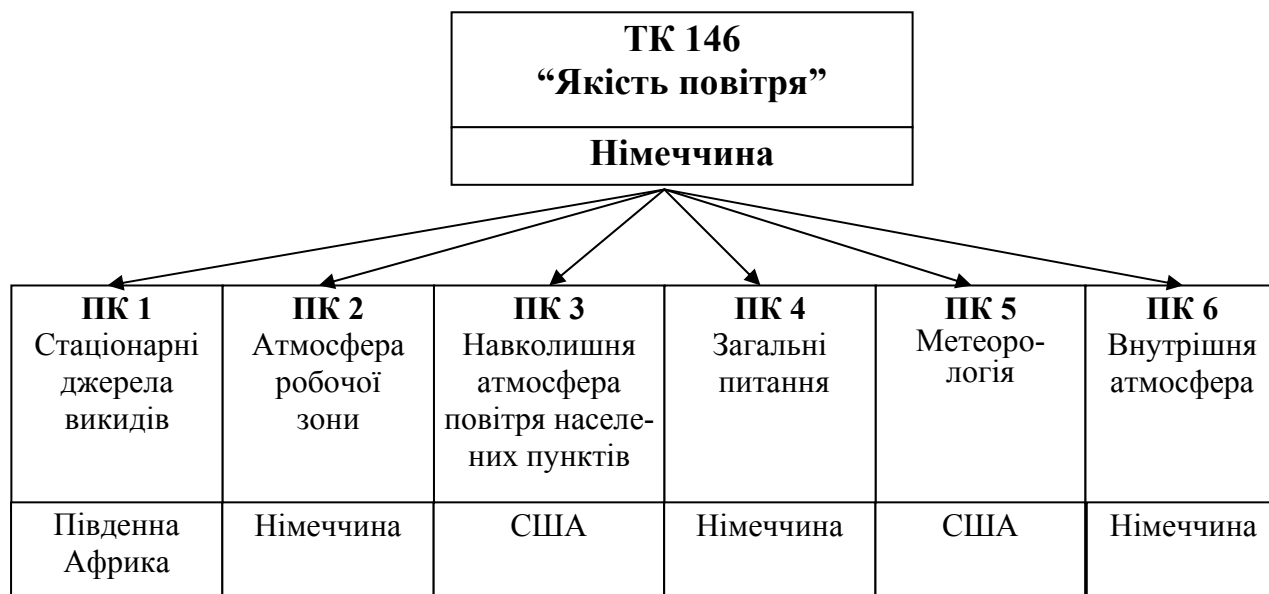 ТК 146
“Якість повітря”
Німеччина
ПК 1
Стаціонарні
джерела
викидів
Південна
Африка
ПК 2
Атмосфера
робочої
зони
Німеччина
ПК 3
Навколишня
атмосфера
повітря населе-
них пунктів
США
ПК 4
Загальні
питання
Німеччина
ПК 5
Метеоро-
логія
США
ПК 6
Внутрішня
атмосфера
Німеччина